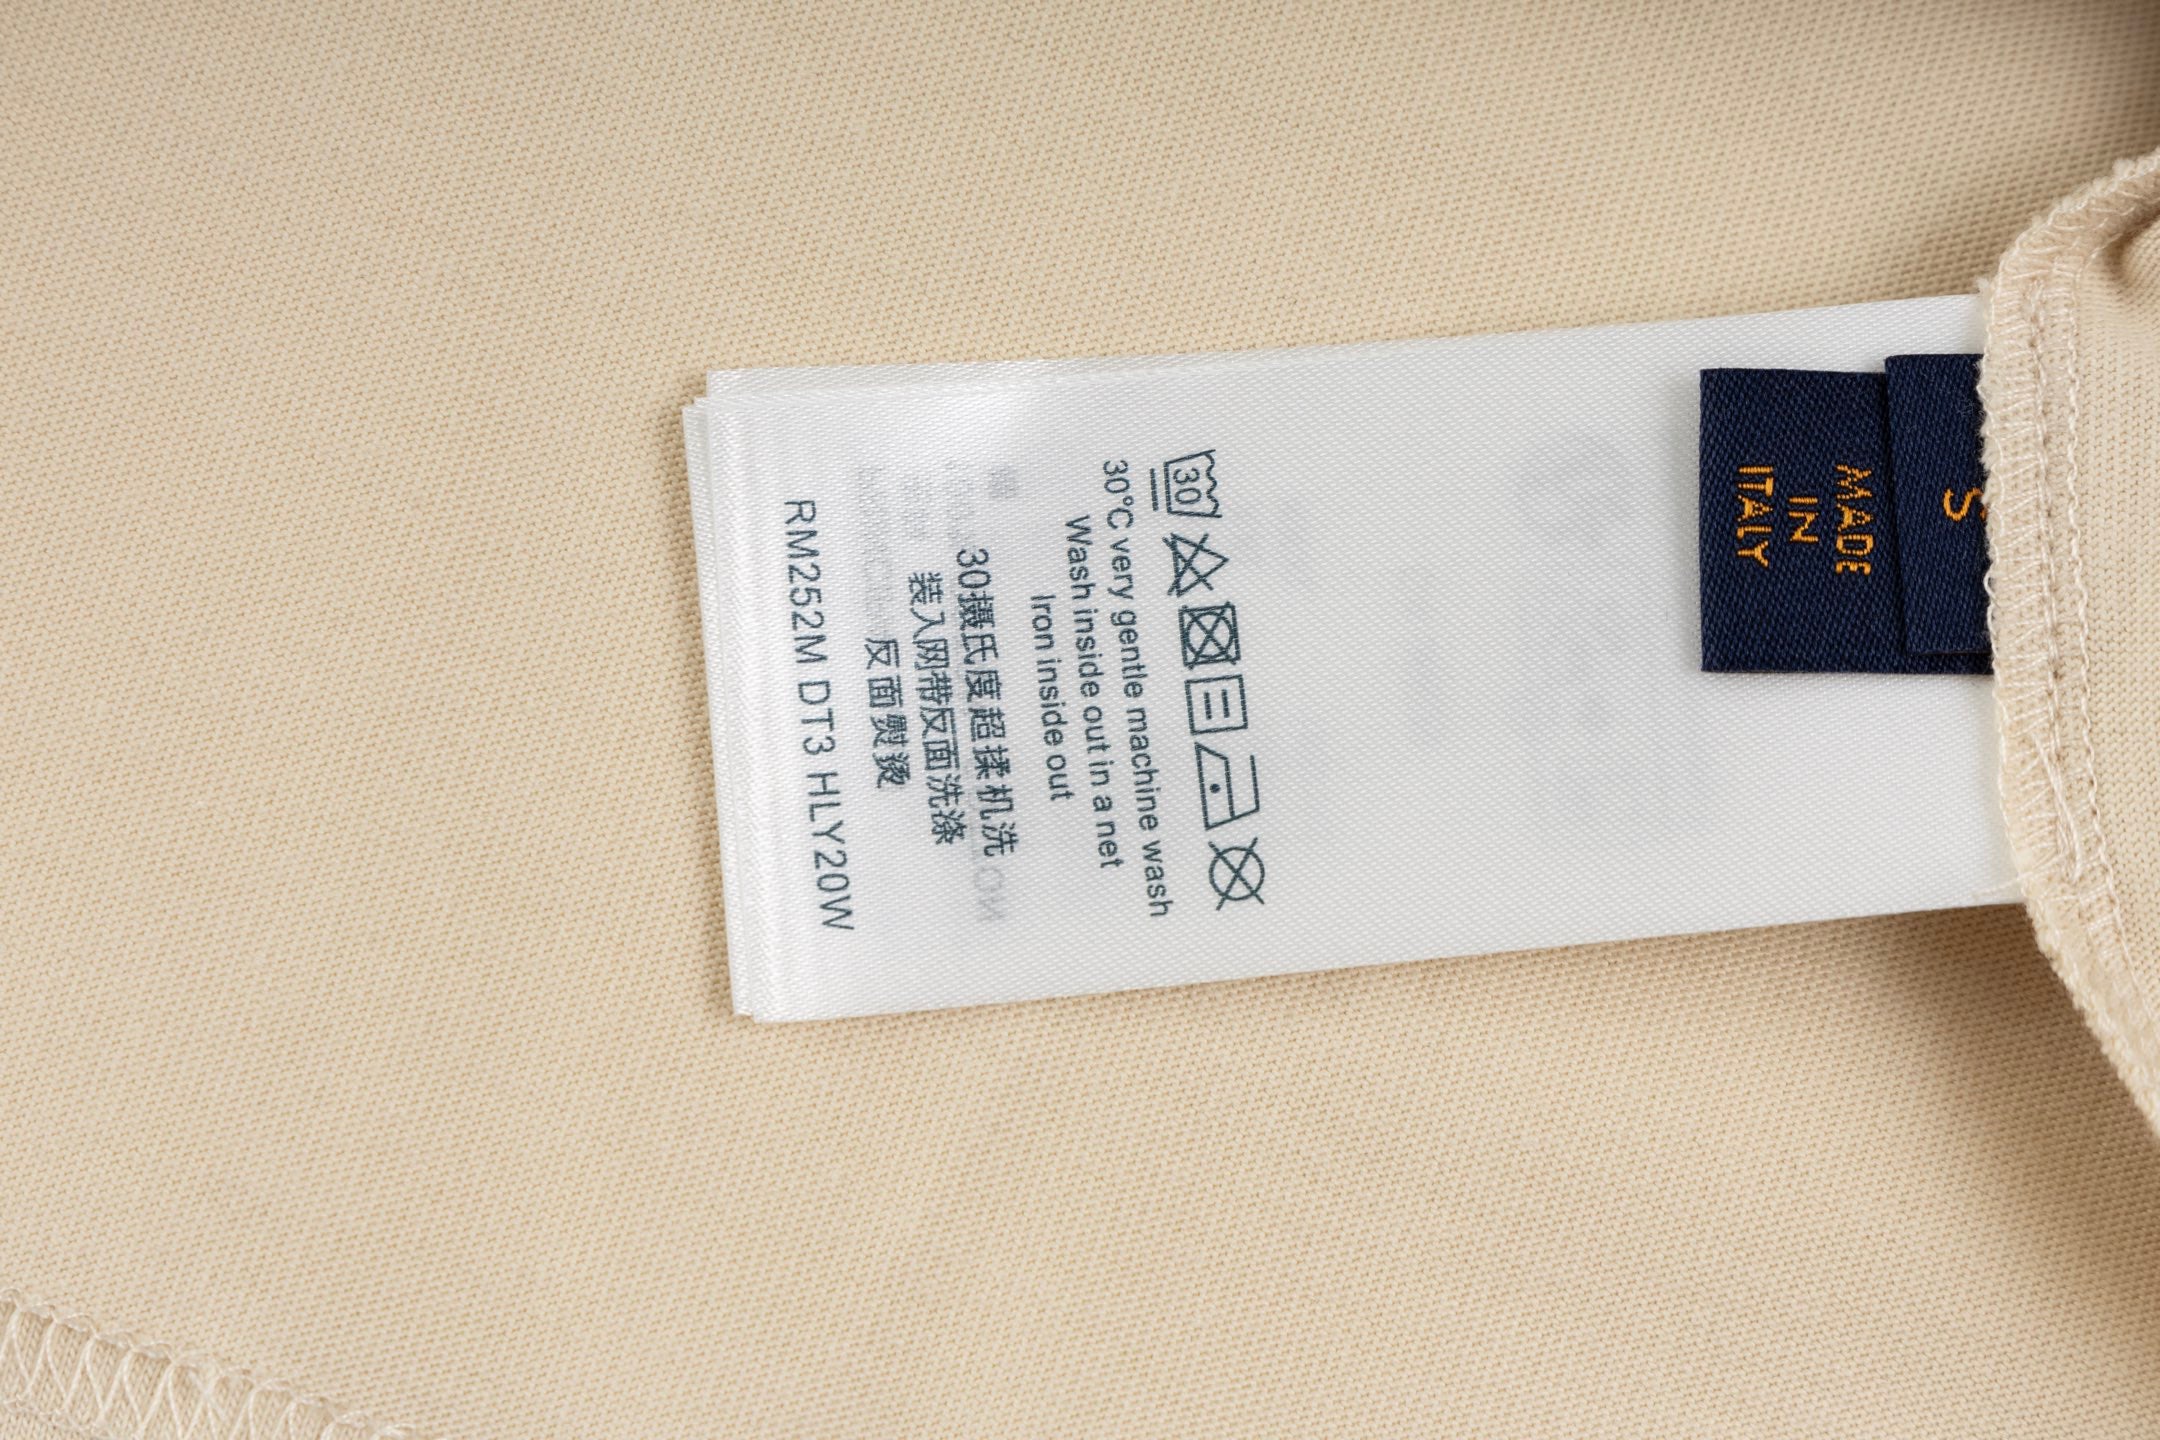 S
MADE
IN
ITALY
30
30°C very gentle machine wash
Wash inside out in a net
Iron inside out
30摄氏度超揉机洗
装入网带反面洗涤
反面熨烫
RM252M DT3 HLY20W